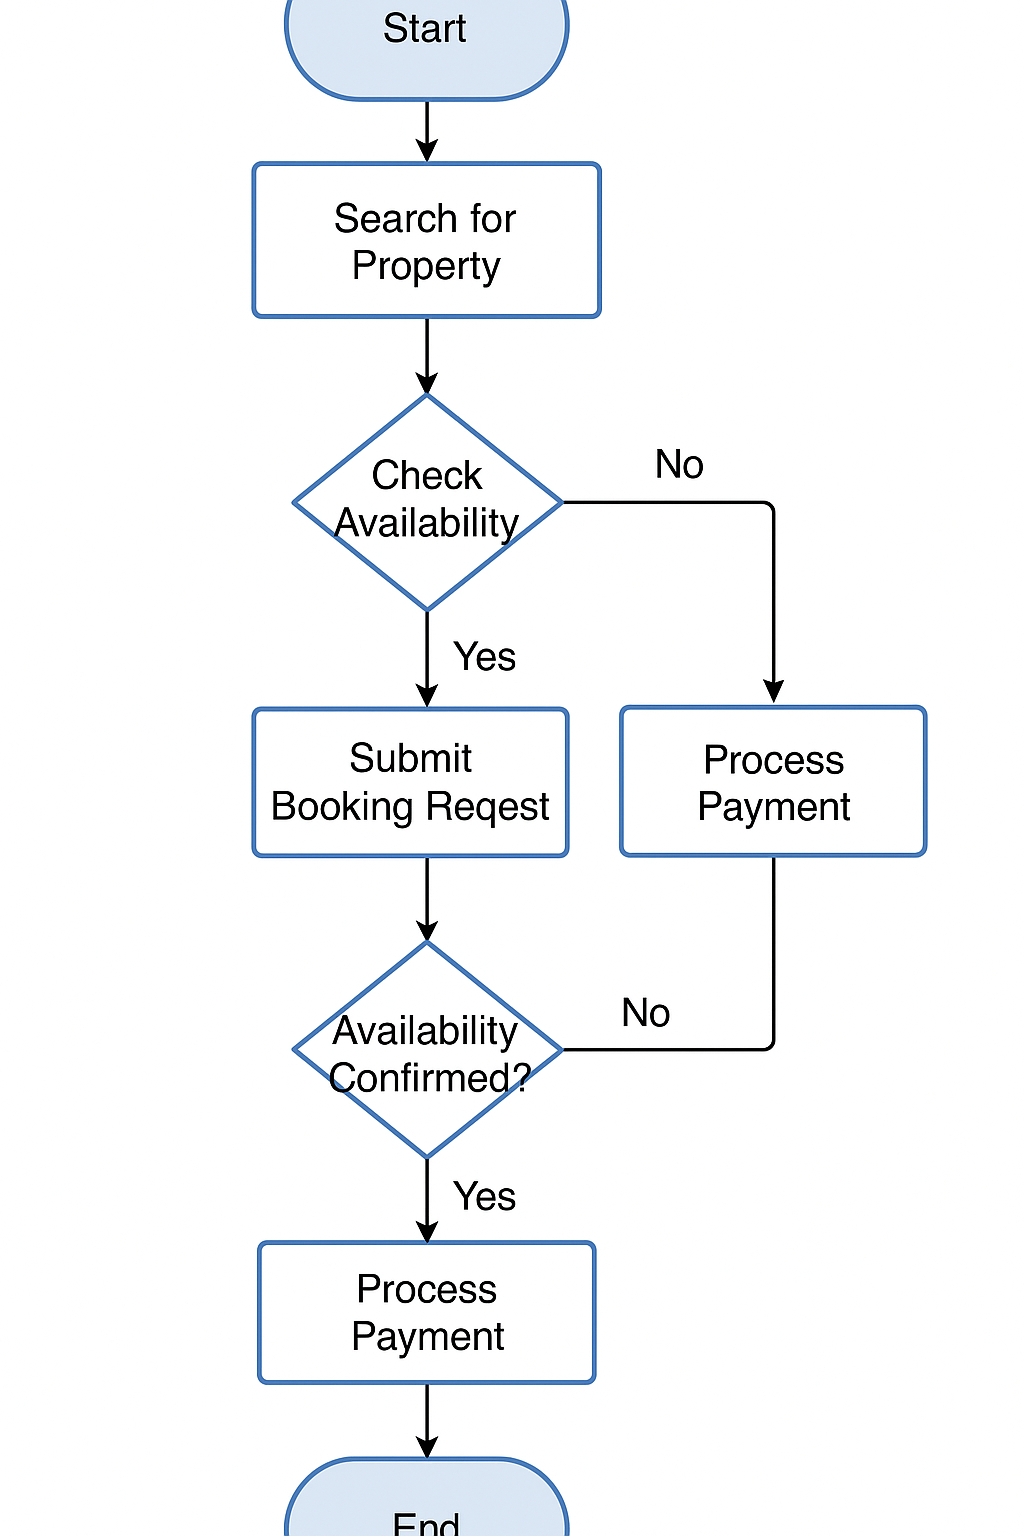 Start
Search for
Property
Check
Availability
No
Yes
Submit
Booking Reqest
Process
Payment
Availability
Confirmed?
No
Yes
Process
Payment
End